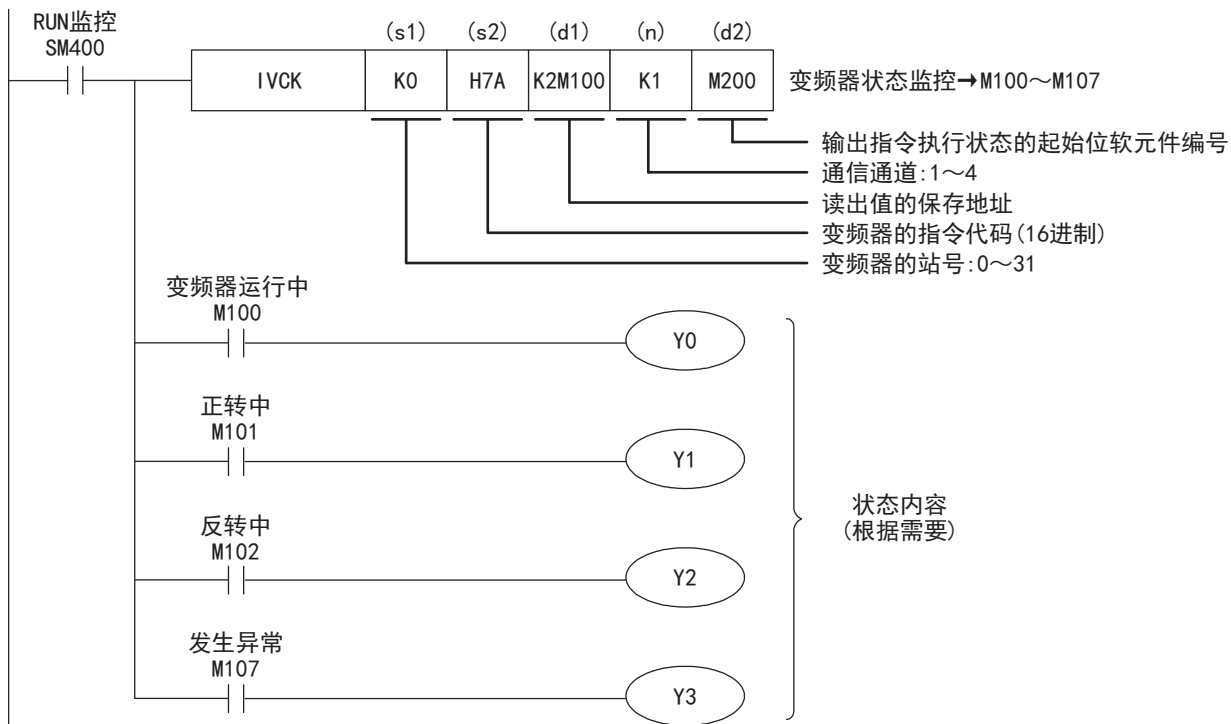 RUN监控
SM400
(s1) (s2) (d1) (n) (d2)
IVCK K0 H7A K2M100 K1 M200 变频器状态监控→M100～M107
输出指令执行状态的起始位软元件编号
通信通道:1～4
读出值的保存地址
变频器的指令代码(16进制)
变频器的站号:0～31
变频器运行中
M100
Y0
正转中
M101
Y1
状态内容
(根据需要)
反转中
M102
Y2
发生异常
M107
Y3